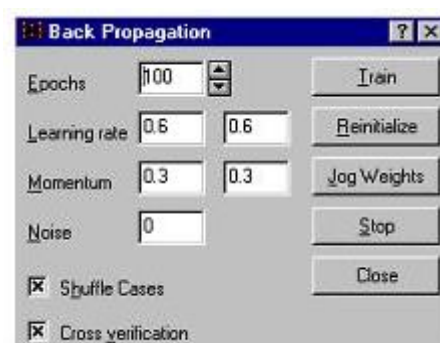 Back Propagation ? ×
Epochs 100 Train
Learning rate 0.6 0.6 Reinitialize
Momentum 0.3 0.3 Jog Weights
Noise 0 Stop
Shuffle Cases Close
Cross verification